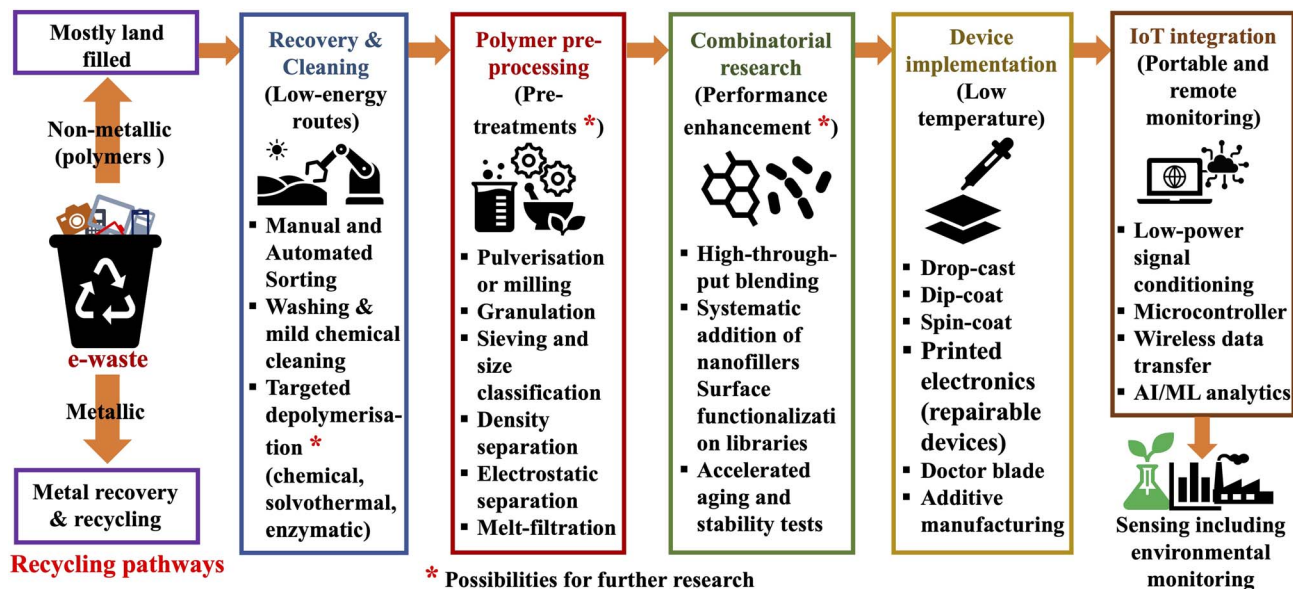 Mostly land
filled
Non-metallic
(polymers )
e-waste
Metallic
Metal recovery
& recycling
Recycling pathways
Recovery &
Cleaning
(Low-energy
routes)
▪ Manual and
Automated
Sorting
▪ Washing &
mild chemical
cleaning
▪ Targeted
depolymerisa-
tion *
(chemical,
solvothermal,
enzymatic)
Polymer pre-
processing
(Pre-
treatments *)
▪ Pulverisation
or milling
▪ Granulation
▪ Sieving and
size
classification
▪ Density
separation
▪ Electrostatic
separation
▪ Melt-filtration
Combinatorial
research
(Performance
enhancement *)
▪ High-through-
put blending
▪ Systematic
addition of
nanofillers
Surface
functionalizati
on libraries
▪ Accelerated
aging and
stability tests
Device
implementation
(Low
temperature)
▪ Drop-cast
▪ Dip-coat
▪ Spin-coat
▪ Printed
electronics
(repairable
devices)
▪ Doctor blade
▪ Additive
manufacturing
IoT integration
(Portable and
remote
monitoring)
▪ Low-power
signal
conditioning
▪ Microcontroller
▪ Wireless data
transfer
▪ AI/ML analytics
Sensing including
environmental
monitoring
* Possibilities for further research